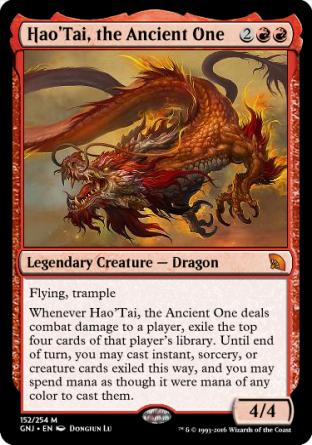 Hao'Tai, the Ancient One 2
Legendary Creature — Dragon
Flying, trample
Whenever Hao'Tai, the Ancient One deals
combat damage to a player, exile the top
four cards of that player's library. Until end
of turn, you may cast instant, sorcery, or
creature cards exiled this way, and you may
spend mana as though it were mana of any
color to cast them.
4/4
152/254 M
GNJ • EN DONGJUN LU
™ & © 1993-2016 Wizards of the Coast